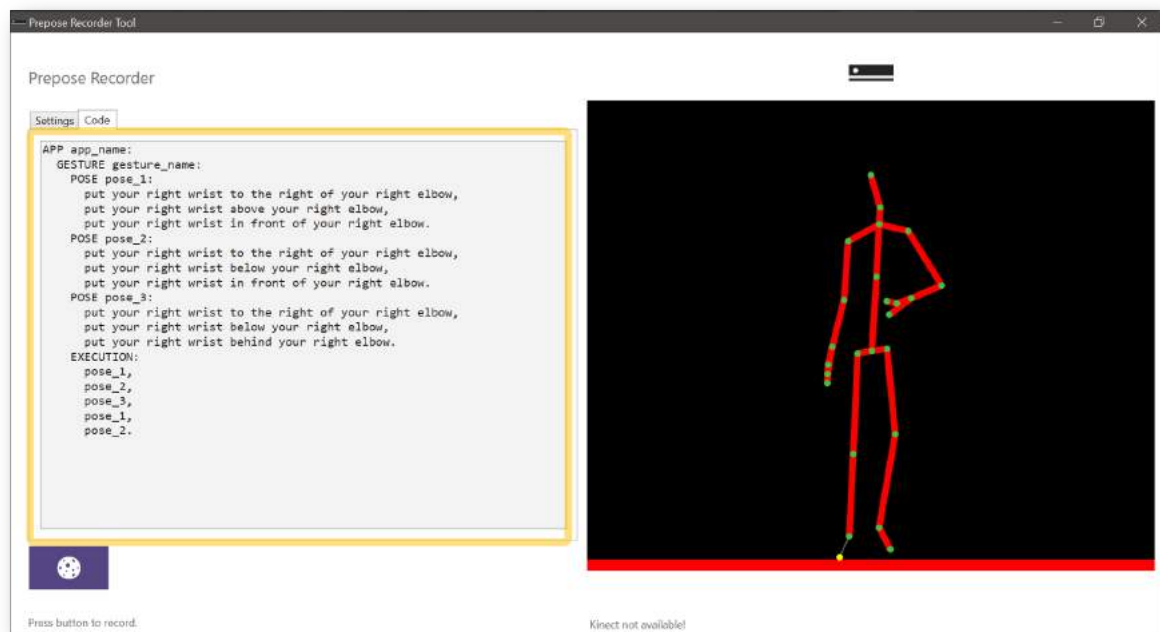 Prepose Recorder Tool
Prepose Recorder
Settings Code
APP app_name:
GESTURE gesture_name:
POSE pose_1:
put your right wrist to the right of your right elbow,
put your right wrist above your right elbow,
put your right wrist in front of your right elbow.
POSE pose_2:
put your right wrist to the right of your right elbow,
put your right wrist below your right elbow,
put your right wrist in front of your right elbow.
POSE pose_3:
put your right wrist to the right of your right elbow,
put your right wrist below your right elbow,
put your right wrist behind your right elbow.
EXECUTION:
pose_1,
pose_2,
pose_3,
pose_1,
pose_2.
Press button to record.
Kinect not available!